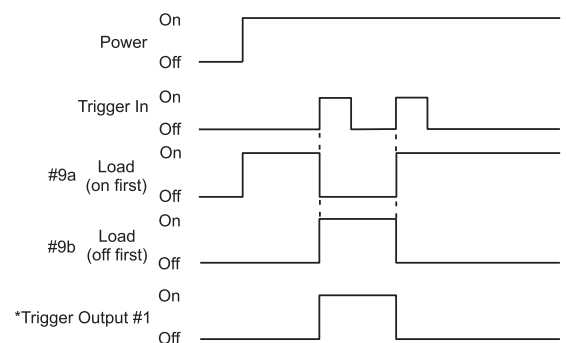 On
Power
Off
On
Trigger In
Off
On
#9a Load
(on first)
Off
On
#9b Load
(off first)
Off
On
*Trigger Output #1
Off